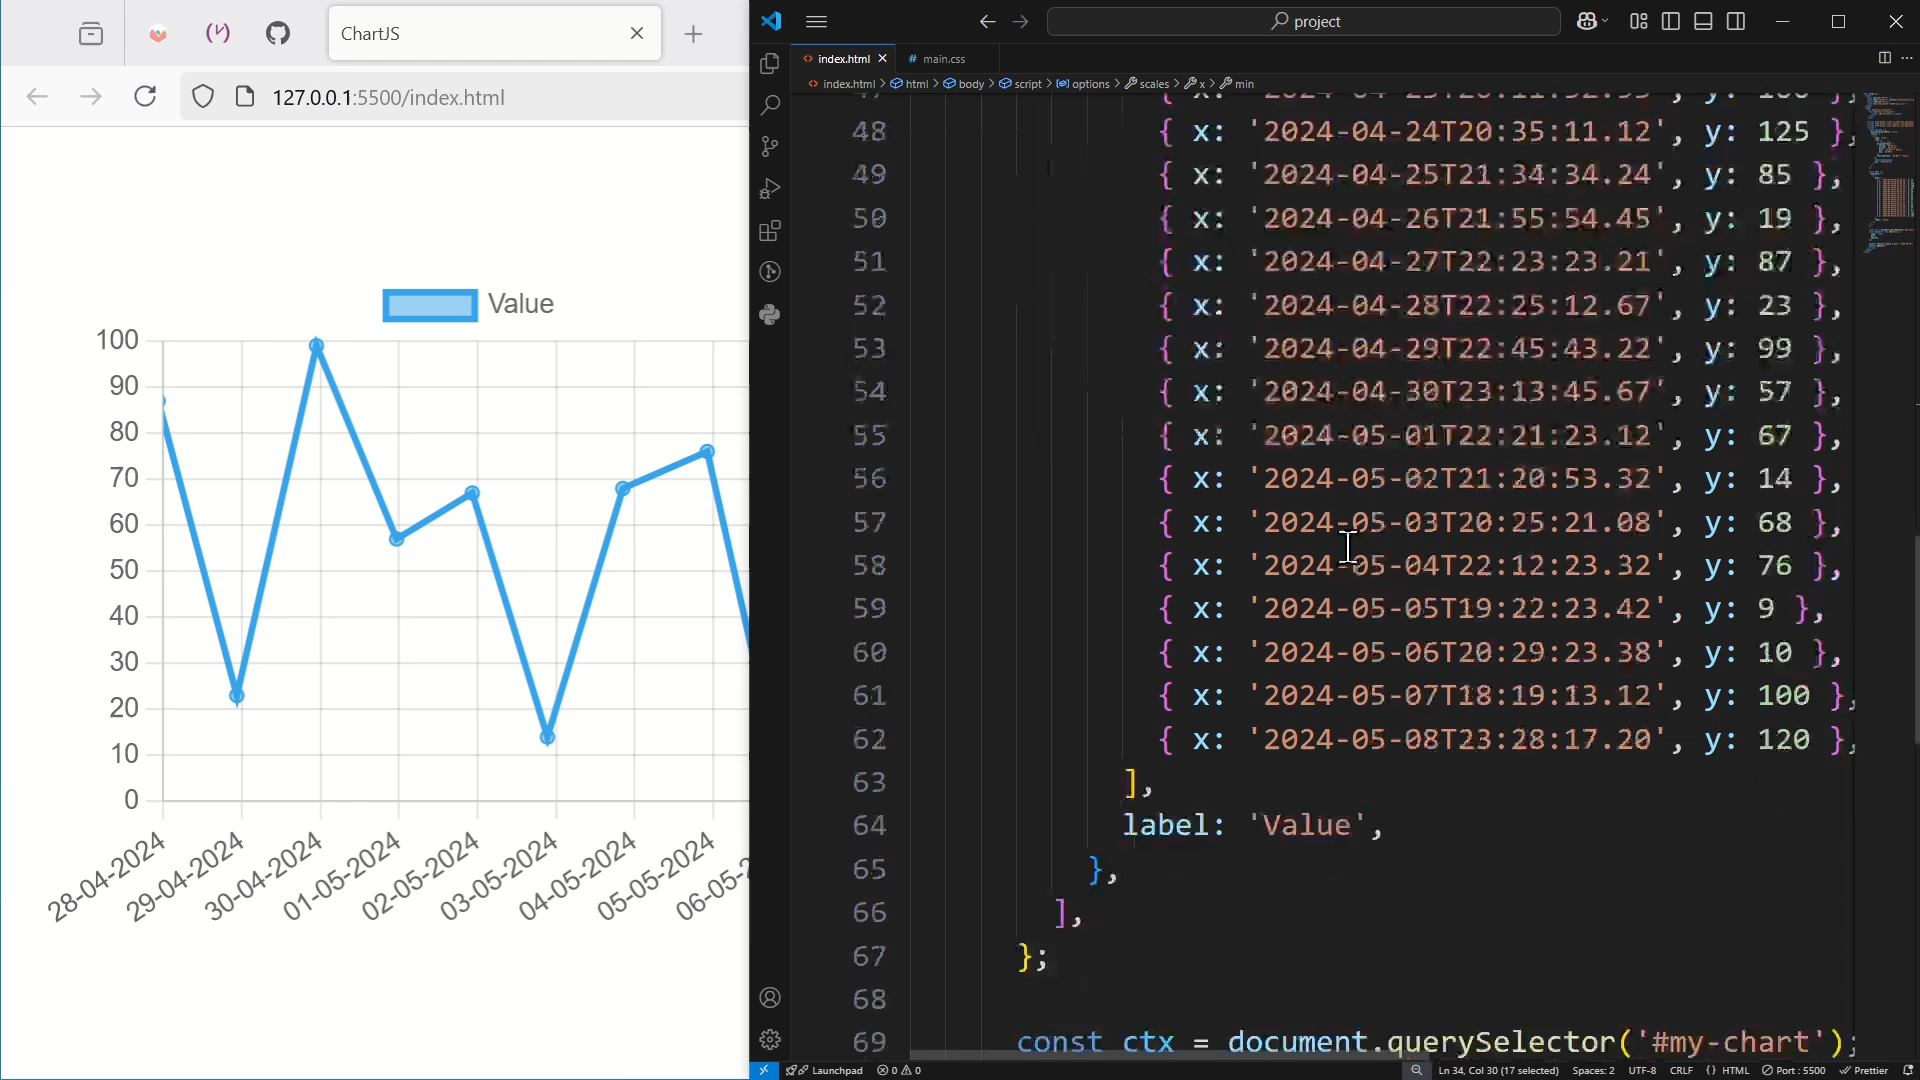 ChartJS
127.0.0.1:5500/index.html
Value
100
90
80
70
60
50
40
30
20
10
0
28-04-2024
29-04-2024
30-04-2024
01-05-2024
02-05-2024
03-05-2024
04-05-2024
05-05-2024
06-05-2
project
index.html
# main.css
index.html > html > body > script > options > scales > x > min
48 { x: '2024-04-24T20:35:11.12', y: 125 },
49 { x: '2024-04-25T21:34:34.24', y: 85 },
50 { x: '2024-04-26T21:55:54.45', y: 19 },
51 { x: '2024-04-27T22:23:23.21', y: 87 },
52 { x: '2024-04-28T22:25:12.67', y: 23 },
53 { x: '2024-04-29T22:45:43.22', y: 99 },
54 { x: '2024-04-30T23:13:45.67', y: 57 },
55 { x: '2024-05-01T22:21:23.12', y: 67 },
56 { x: '2024-05-02T21:20:53.32', y: 14 },
57 { x: '2024-05-03T20:25:21.08', y: 68 },
58 { x: '2024-05-04T22:12:23.32', y: 76 },
59 { x: '2024-05-05T19:22:23.42', y: 9 },
60 { x: '2024-05-06T20:29:23.38', y: 10 },
61 { x: '2024-05-07T18:19:13.12', y: 100 },
62 { x: '2024-05-08T23:28:17.20', y: 120 },
63 ],
64 label: 'Value',
65 },
66 ],
67 };
68
69 const ctx = document.querySelector('#my-chart');
Launchpad 0 0 Ln 34, Col 30 (17 selected) Spaces: 2 UTF-8 CRLF {} HTML Port : 5500 Prettier